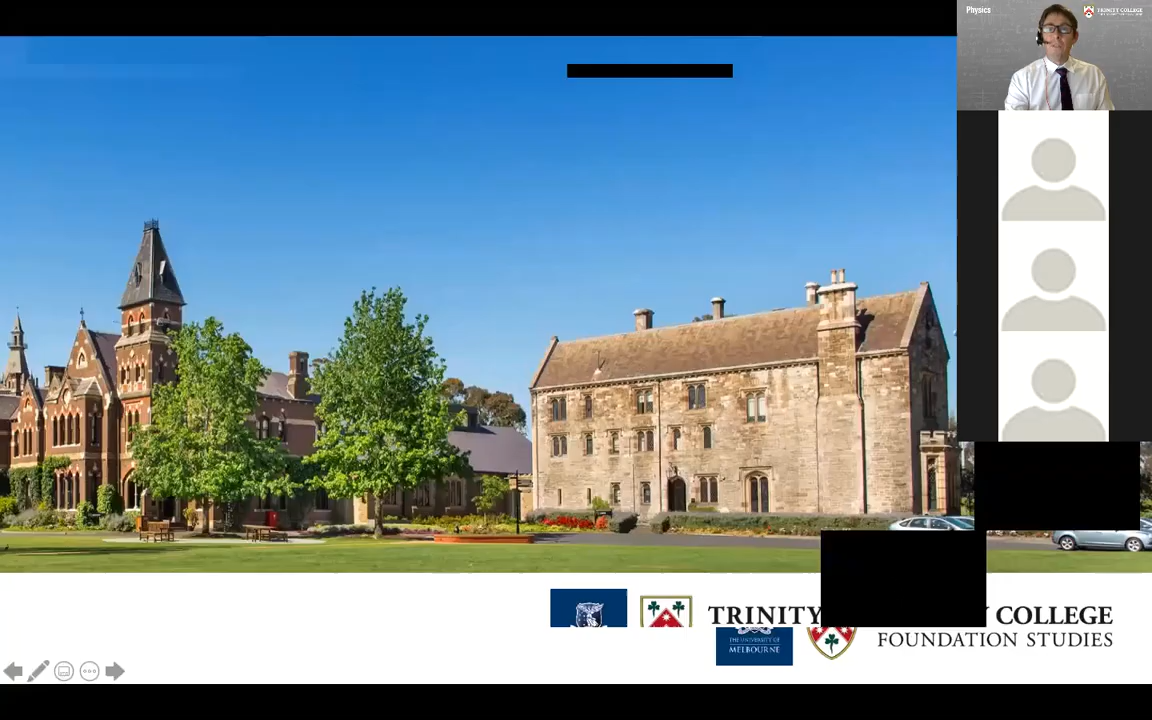 Physics
TRINITY COLLEGE
TRINITY
Y COLLEGE
FOUNDATION STUDIES
THE UNIVERSITY OF
MELBOURNE